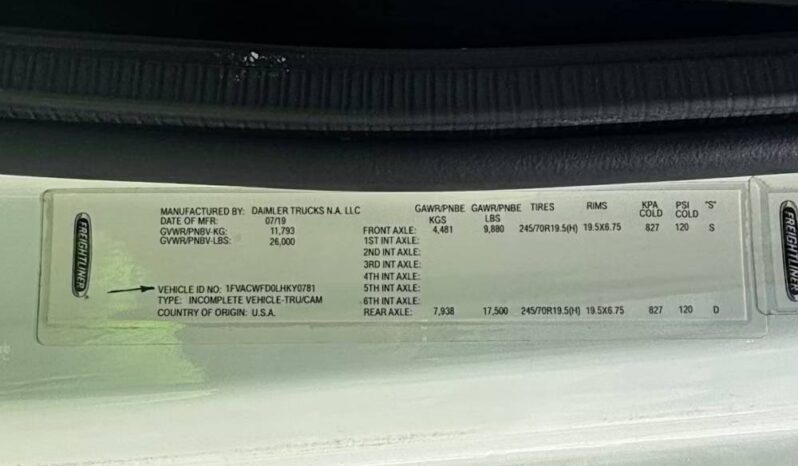 FREIGHTLINER
MANUFACTURED BY: DAIMLER TRUCKS N.A. LLC
DATE OF MFR: 07/19
GVWR/PNBV-KG: 11,793
GVWR/PNBV-LBS: 26,000
VEHICLE ID NO: 1FVACWFD0LHKY0781
TYPE: INCOMPLETE VEHICLE-TRU/CAM
COUNTRY OF ORIGIN: U.S.A.
GAWR/PNBE KGS GAWR/PNBE LBS TIRES RIMS KPA COLD PSI COLD "S"
FRONT AXLE: 4,481 9,880 245/70R19.5(H) 19.5X6.75 827 120 S
1ST INT AXLE:
2ND INT AXLE:
3RD INT AXLE:
4TH INT AXLE:
5TH INT AXLE:
6TH INT AXLE:
REAR AXLE: 7,938 17,500 245/70R19.5(H) 19.5X6.75 827 120 D
FREIGHTLINER